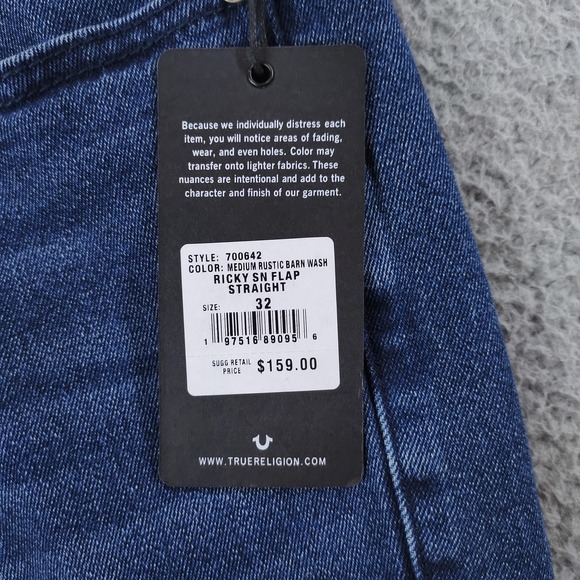 Because we individually distress each
item, you will notice areas of fading,
wear, and even holes. Color may
transfer onto lighter fabrics. These
nuances are intentional and add to the
character and finish of our garment.
STYLE: 700642
COLOR: MEDIUM RUSTIC BARN WASH
RICKY SN FLAP
STRAIGHT
SIZE: 32
1 97516 89095 6
SUGG RETAIL
PRICE $159.00
WWW.TRUERELIGION.COM